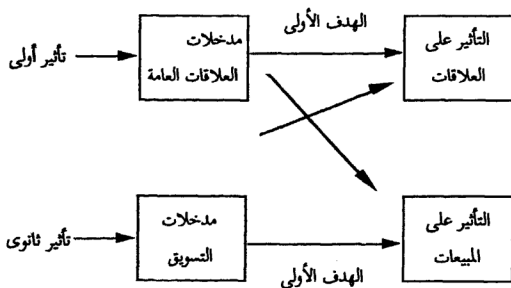 الهدف الأولى
تأثير أولى
مدخلات
العلاقات العامة
التأثير على
العلاقات
تأثير ثانوى
مدخلات
التسويق
التأثير على
المبيعات
الهدف الأولى